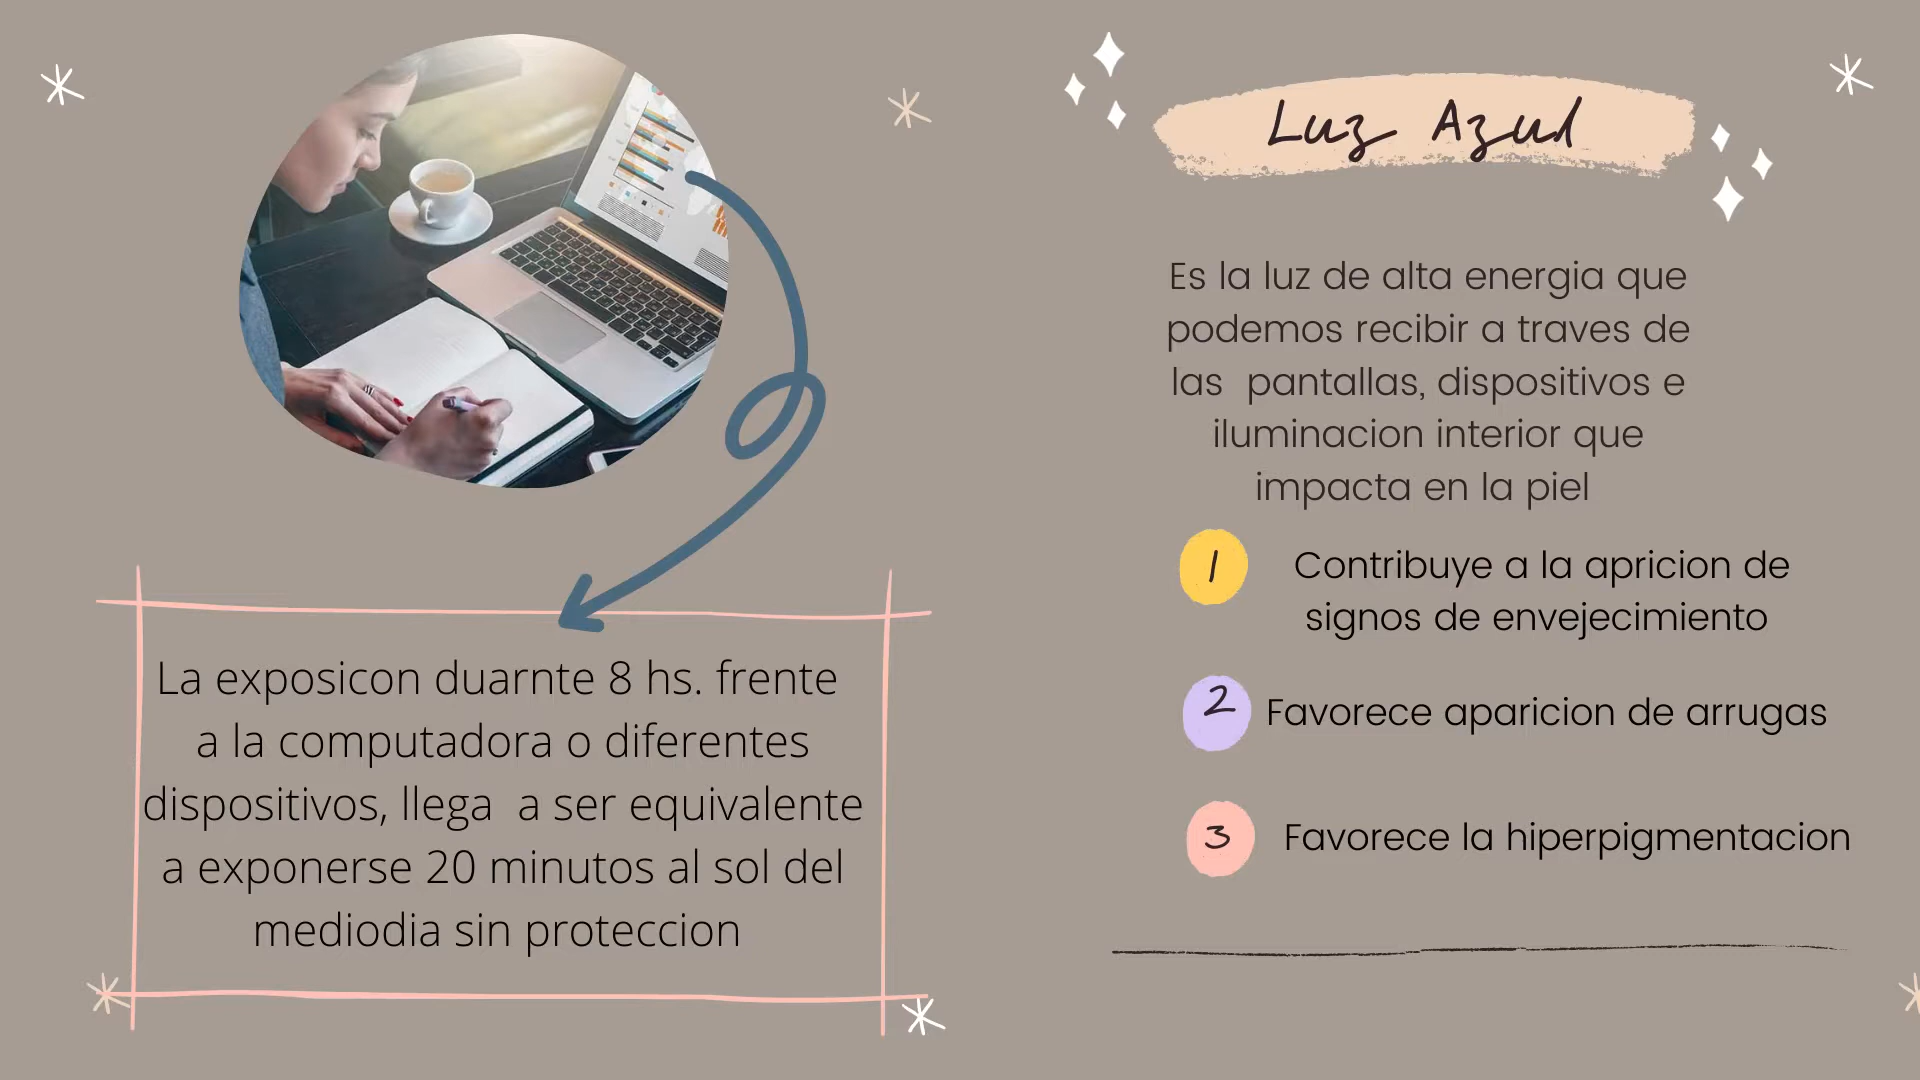 Luz Azul
Es la luz de alta energia que
podemos recibir a traves de
las  pantallas, dispositivos e
iluminacion interior que
impacta en la piel
1 Contribuye a la apricion de
signos de envejecimiento
2 Favorece aparicion de arrugas
3 Favorece la hiperpigmentacion
La exposicon duarnte 8 hs. frente
a la computadora o diferentes
dispositivos, llega  a ser equivalente
a exponerse 20 minutos al sol del
mediodia sin proteccion